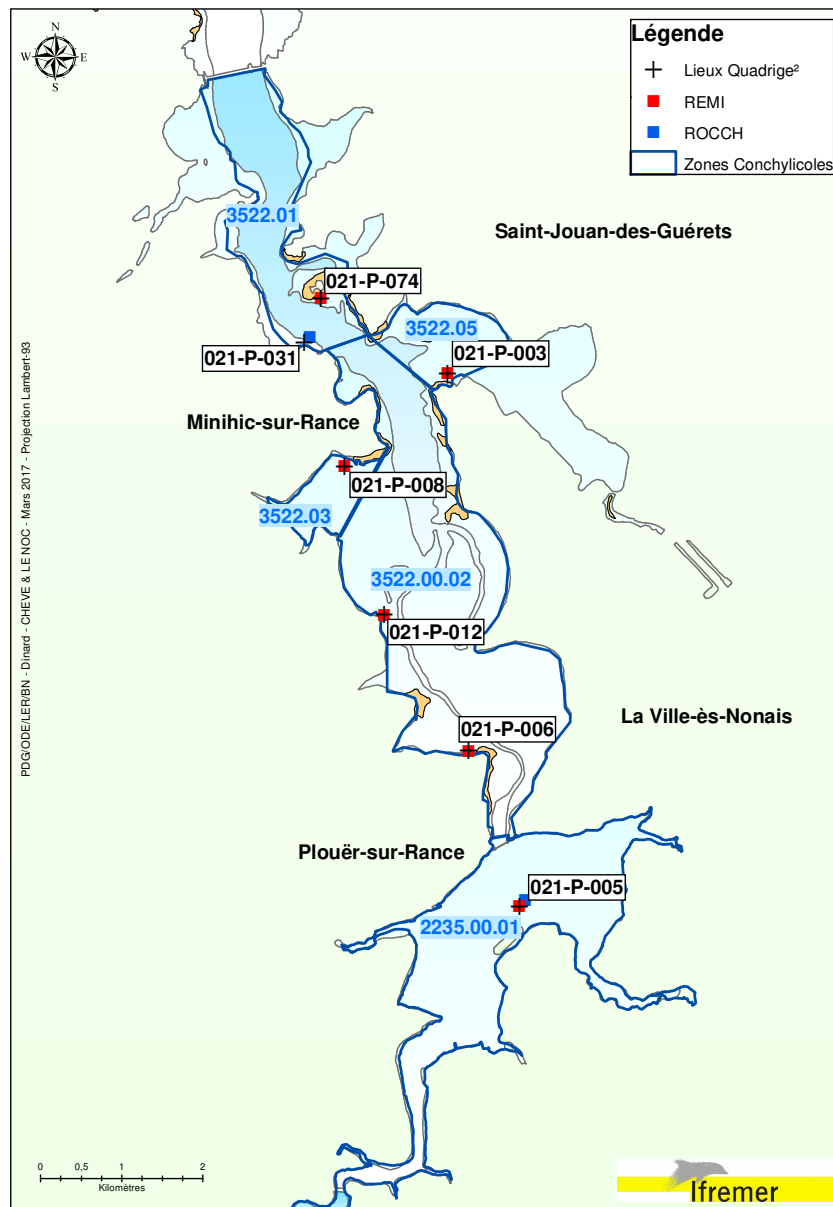 N
W
E
S
Légende
Lieux Quadrige²
REMI
ROCCH
Zones Conchylicoles
3522.01
Saint-Jouan-des-Guérets
021-P-074
3522.05
021-P-031
021-P-003
Minihic-sur-Rance
021-P-008
3522.03
3522.00.02
021-P-012
La Ville-ès-Nonais
021-P-006
Plouër-sur-Rance
021-P-005
2235.00.01
PDG/ODE/LER/BN - Dinard - CHEVE & LE NOC - Mars 2017 - Projection Lambert-93
0 0,5 1 2
Kilomètres
Ifremer